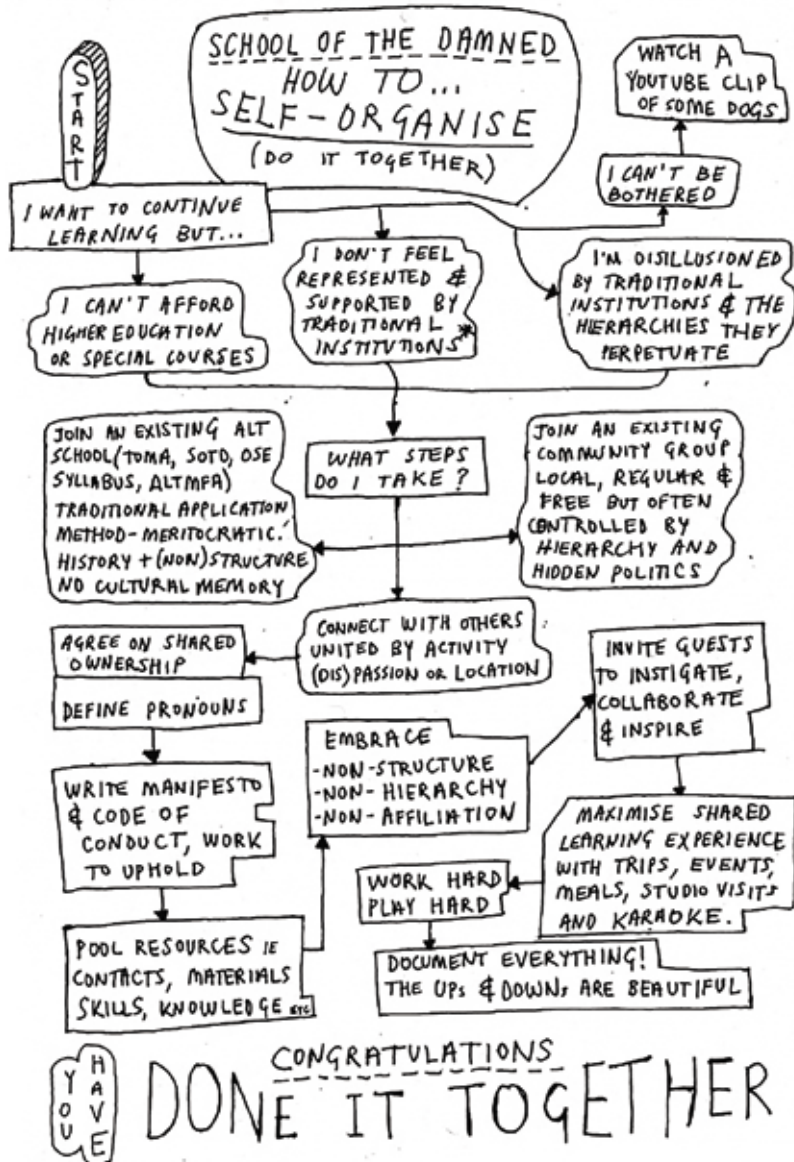 SCHOOL OF THE DAMNED
HOW TO...
SELF-ORGANISE
(DO IT TOGETHER)
START
I WANT TO CONTINUE
LEARNING BUT...
WATCH A
YOUTUBE CLIP
OF SOME DOGS
I CAN'T BE
BOTHERED
I CAN'T AFFORD
HIGHER EDUCATION
OR SPECIAL COURSES
I DON'T FEEL
REPRESENTED &
SUPPORTED BY
TRADITIONAL
INSTITUTIONS*
I'M DISILLUSIONED
BY TRADITIONAL
INSTITUTIONS & THE
HIERARCHIES THEY
PERPETUATE
WHAT STEPS
DO I TAKE?
JOIN AN EXISTING ALT
SCHOOL (TOMA, SOTD, OSE
SYLLABUS, ALTMFA)
TRADITIONAL APPLICATION
METHOD-MERITOCRATIC.
HISTORY + (NON) STRUCTURE
NO CULTURAL MEMORY
JOIN AN EXISTING
COMMUNITY GROUP
LOCAL, REGULAR &
FREE BUT OFTEN
CONTROLLED BY
HIERARCHY AND
HIDDEN POLITICS
CONNECT WITH OTHERS
UNITED BY ACTIVITY
(DIS) PASSION OR LOCATION
AGREE ON SHARED
OWNERSHIP
DEFINE PRONOUNS
WRITE MANIFESTO
& CODE OF
CONDUCT, WORK
TO UPHOLD
POOL RESOURCES IE
CONTACTS, MATERIALS
SKILLS, KNOWLEDGE ETC
EMBRACE
-NON-STRUCTURE
-NON-HIERARCHY
-NON-AFFILIATION
INVITE GUESTS
TO INSTIGATE,
COLLABORATE
& INSPIRE
MAXIMISE SHARED
LEARNING EXPERIENCE
WITH TRIPS, EVENTS,
MEALS, STUDIO VISITS
AND KARAOKE.
WORK HARD
PLAY HARD
DOCUMENT EVERYTHING!
THE UPs & DOWNs ARE BEAUTIFUL
CONGRATULATIONS
YOU HAVE
DONE IT TOGETHER